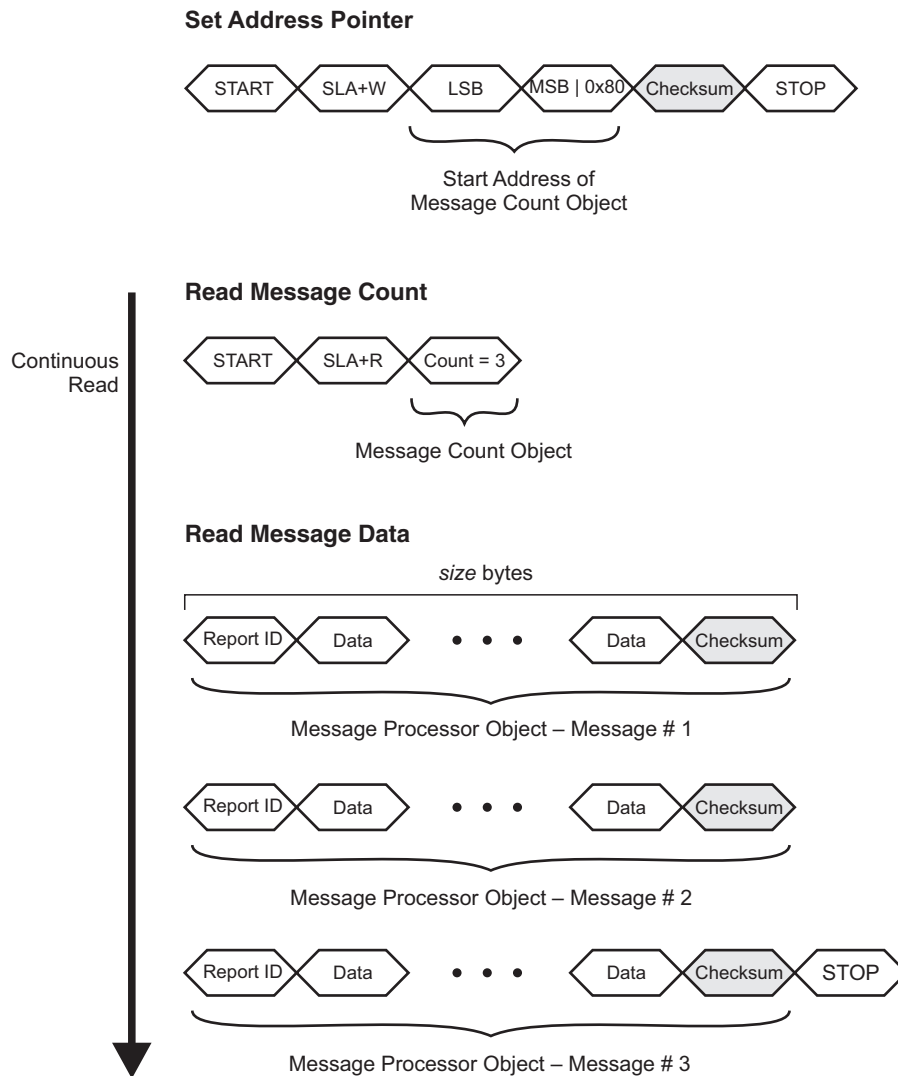 Set Address Pointer
START SLA+W LSB MSB | 0x80 Checksum STOP
Start Address of
Message Count Object
Read Message Count
Continuous
Read
START SLA+R Count = 3
Message Count Object
Read Message Data
size bytes
Report ID Data Data Checksum
Message Processor Object – Message # 1
Report ID Data Data Checksum
Message Processor Object – Message # 2
Report ID Data Data Checksum STOP
Message Processor Object – Message # 3